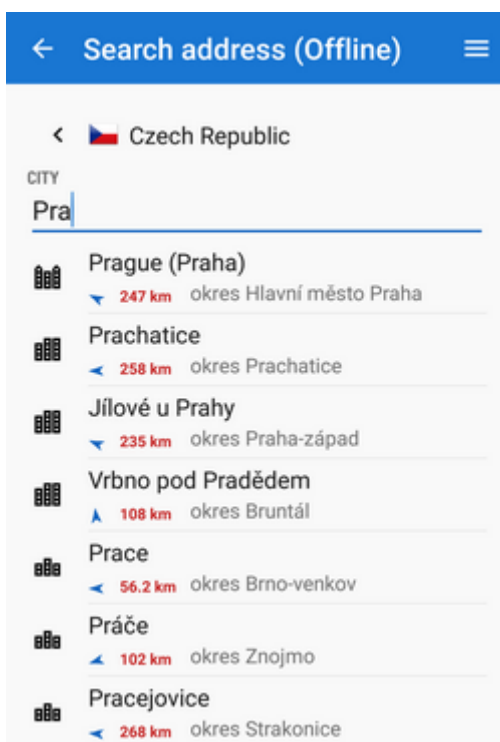 Search address (Offline)
Czech Republic
CITY
Pra
Prague (Praha)
247 km okres Hlavní město Praha
Prachatice
258 km okres Prachatice
Jílové u Prahy
235 km okres Praha-západ
Vrbno pod Pradědem
108 km okres Bruntál
Prace
56.2 km okres Brno-venkov
Práče
102 km okres Znojmo
Pracejovice
268 km okres Strakonice